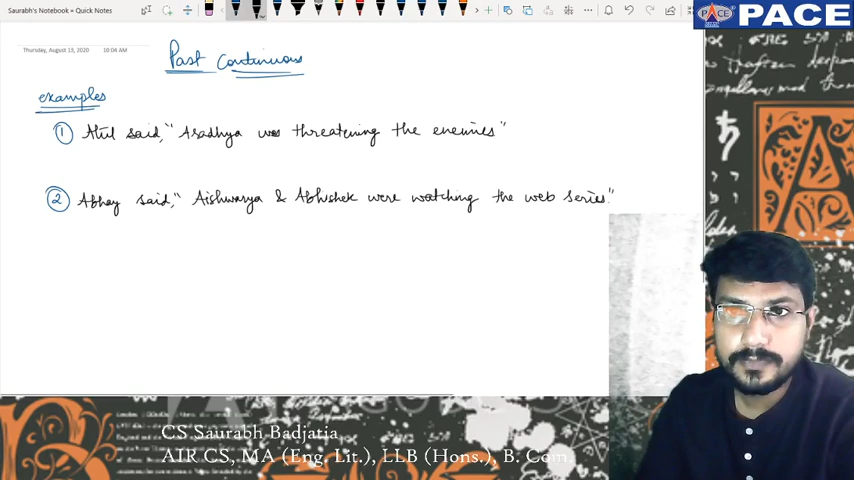 Saurabh's Notebook » Quick Notes
PACE
PACE
Thursday, August 13, 2020 10:04 AM
Past Continuous
examples
① Atul said, "Asadhya was threatening the enemies"
② Abhay said, "Aishwarya & Abhishek were watching the web series."
A
CS Saurabh Badjatia
AIR CS, MA (Eng. Lit.), LLB (Hons.), B. Com.